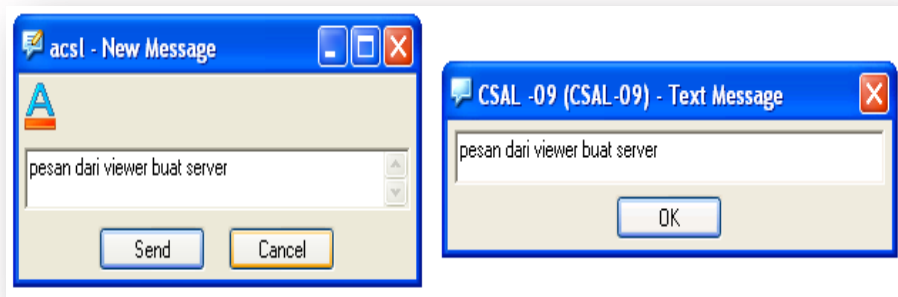 acsl - New Message
A
pesan dari viewer buat server
Send Cancel
CSAL -09 (CSAL-09) - Text Message
pesan dari viewer buat server
OK